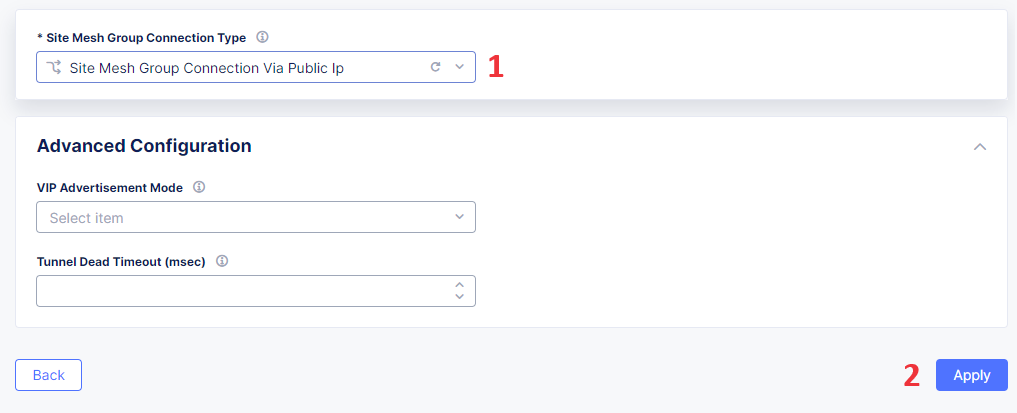 * Site Mesh Group Connection Type
Site Mesh Group Connection Via Public Ip
1
Advanced Configuration
VIP Advertisement Mode
Select item
Tunnel Dead Timeout (msec)
Back
2
Apply